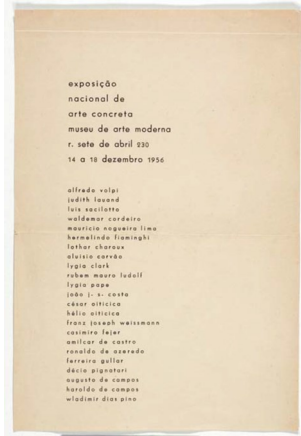 exposição
nacional de
arte concreta
museu de arte moderna
r. sete de abril 230
14 a 18 dezembro 1956
alfredo volpi
judith lauand
luis sacilotto
waldemar cordeiro
mauricio nogueira lima
hermelindo fiaminghi
lothar charoux
aluisio carvão
lygia clark
rubem mauro ludolf
lygia pape
joão j. s. costa
césar oiticica
hélio oiticica
franz joseph weissmann
casimiro fejer
amilcar de castro
ronaldo de azeredo
ferreira gullar
décio pignatari
augusto de campos
haroldo de campos
wladimir dias pino